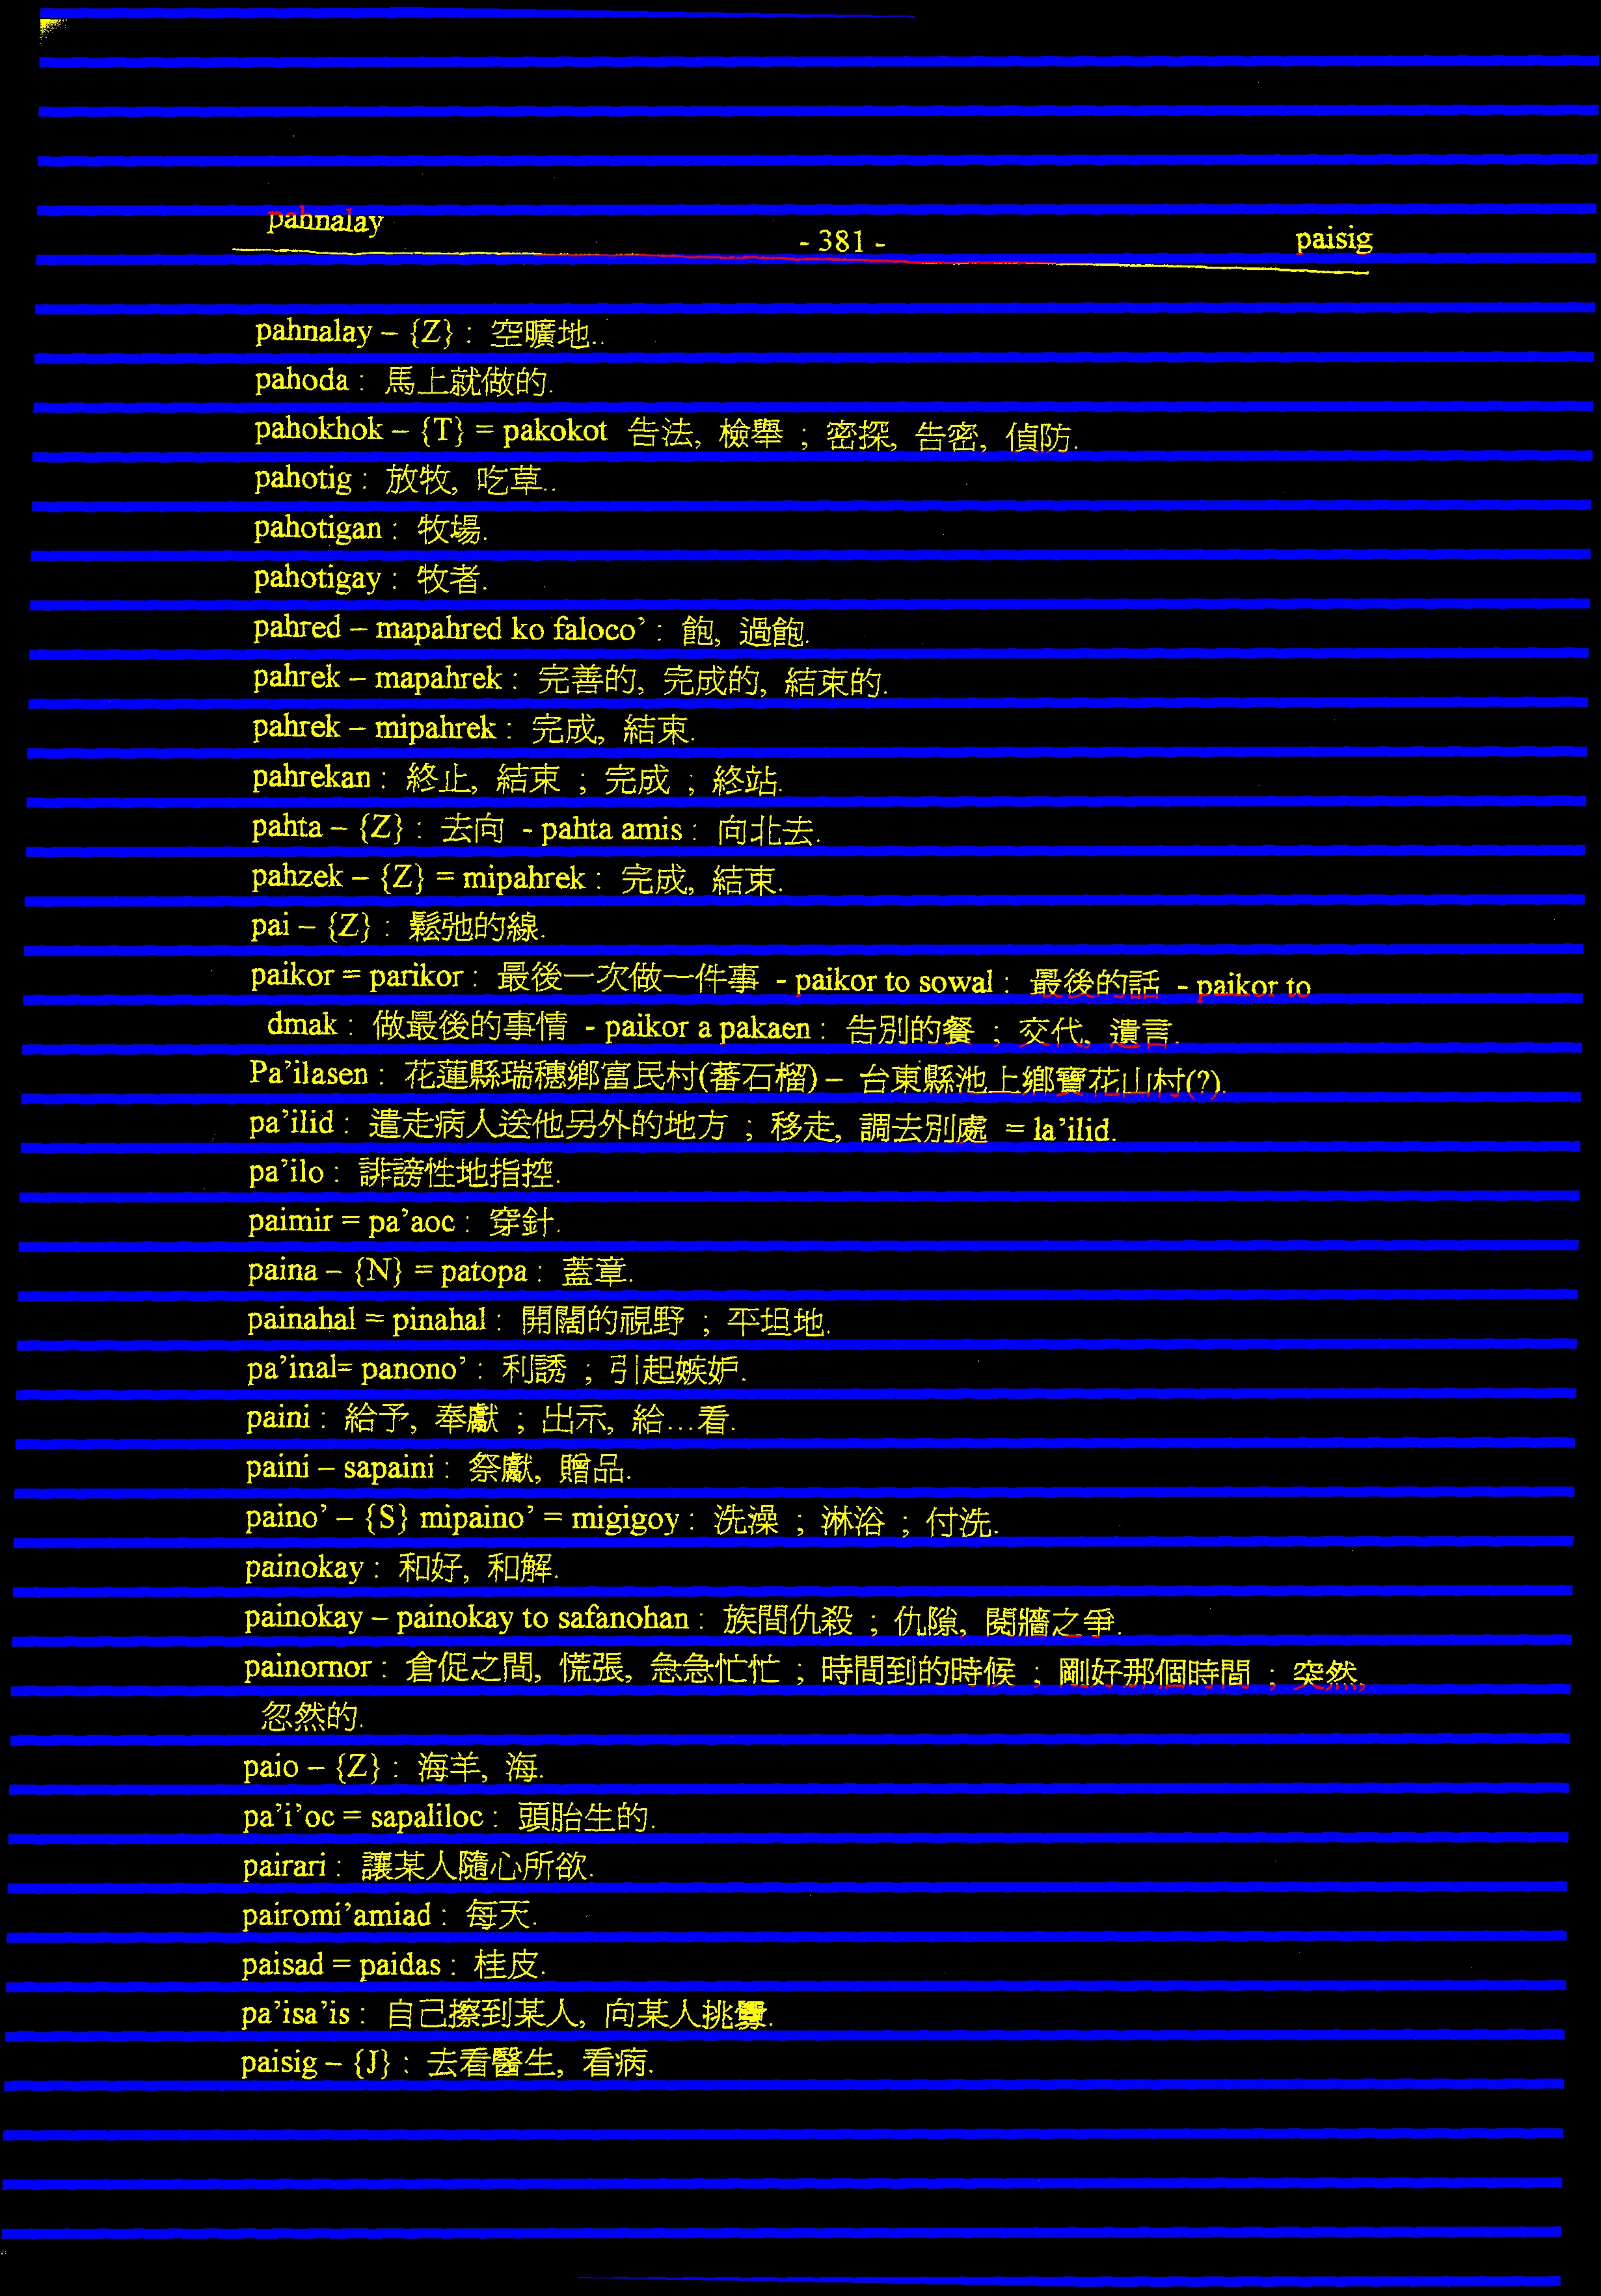 pahnalay - 381 - paisig
pahnalay – {Z} : 空曠地..
pahoda : 馬上就做的.
pahokhok – {T} = pakokot 告法, 檢舉 ; 密探, 告密, 偵防.
pahotig : 放牧, 吃草..
pahotigan : 牧場.
pahotigay : 牧者.
pahred – mapahred ko faloco’ : 飽, 過飽.
pahrek – mapahrek : 完善的, 完成的, 結束的.
pahrek – mipahrek : 完成, 結束.
pahrekan : 終止, 結束 ; 完成 ; 終站.
pahta – {Z} : 去向 - pahta amis : 向北去.
pahzek – {Z} = mipahrek : 完成, 結束.
pai – {Z} : 鬆弛的線.
paikor = parikor : 最後一次做一件事 - paikor to sowal : 最後的話 - paikor to
dmak : 做最後的事情 - paikor a pakaen : 告別的餐 ; 交代, 遺言.
Pa’ilasen : 花蓮縣瑞穗鄉富民村(蕃石榴) – 台東縣池上鄉寶花山村(?).
pa’ilid : 遣走病人送他另外的地方 ; 移走, 調去別處 = la’ilid.
pa’ilo : 誹謗性地指控.
paimir = pa’aoc : 穿針.
paina – {N} = patopa : 蓋章.
painahal = pinahal : 開闊的視野 ; 平坦地.
pa’inal= panono’ : 利誘 ; 引起嫉妒.
paini : 給予, 奉獻 ; 出示, 給...看.
paini – sapaini : 祭獻, 贈品.
paino’ – {S} mipaino’ = migigoy : 洗澡 ; 淋浴 ; 付洗.
painokay : 和好, 和解.
painokay – painokay to safanohan : 族間仇殺 ; 仇隙, 鬩牆之爭.
painomor : 倉促之間, 慌張, 急急忙忙 ; 時間到的時候 ; 剛好那個時間 ; 突然,
忽然的.
paio – {Z} : 海羊, 海.
pa’i’oc = sapaliloc : 頭胎生的.
pairari : 讓某人隨心所欲.
pairomi’amiad : 每天.
paisad = paidas : 桂皮.
pa’isa’is : 自己擦到某人, 向某人挑釁.
paisig – {J} : 去看醫生, 看病.